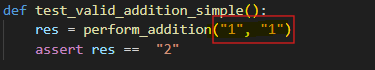 def test_valid_addition_simple():
    res = perform_addition("1", "1")
    assert res ==  "2"